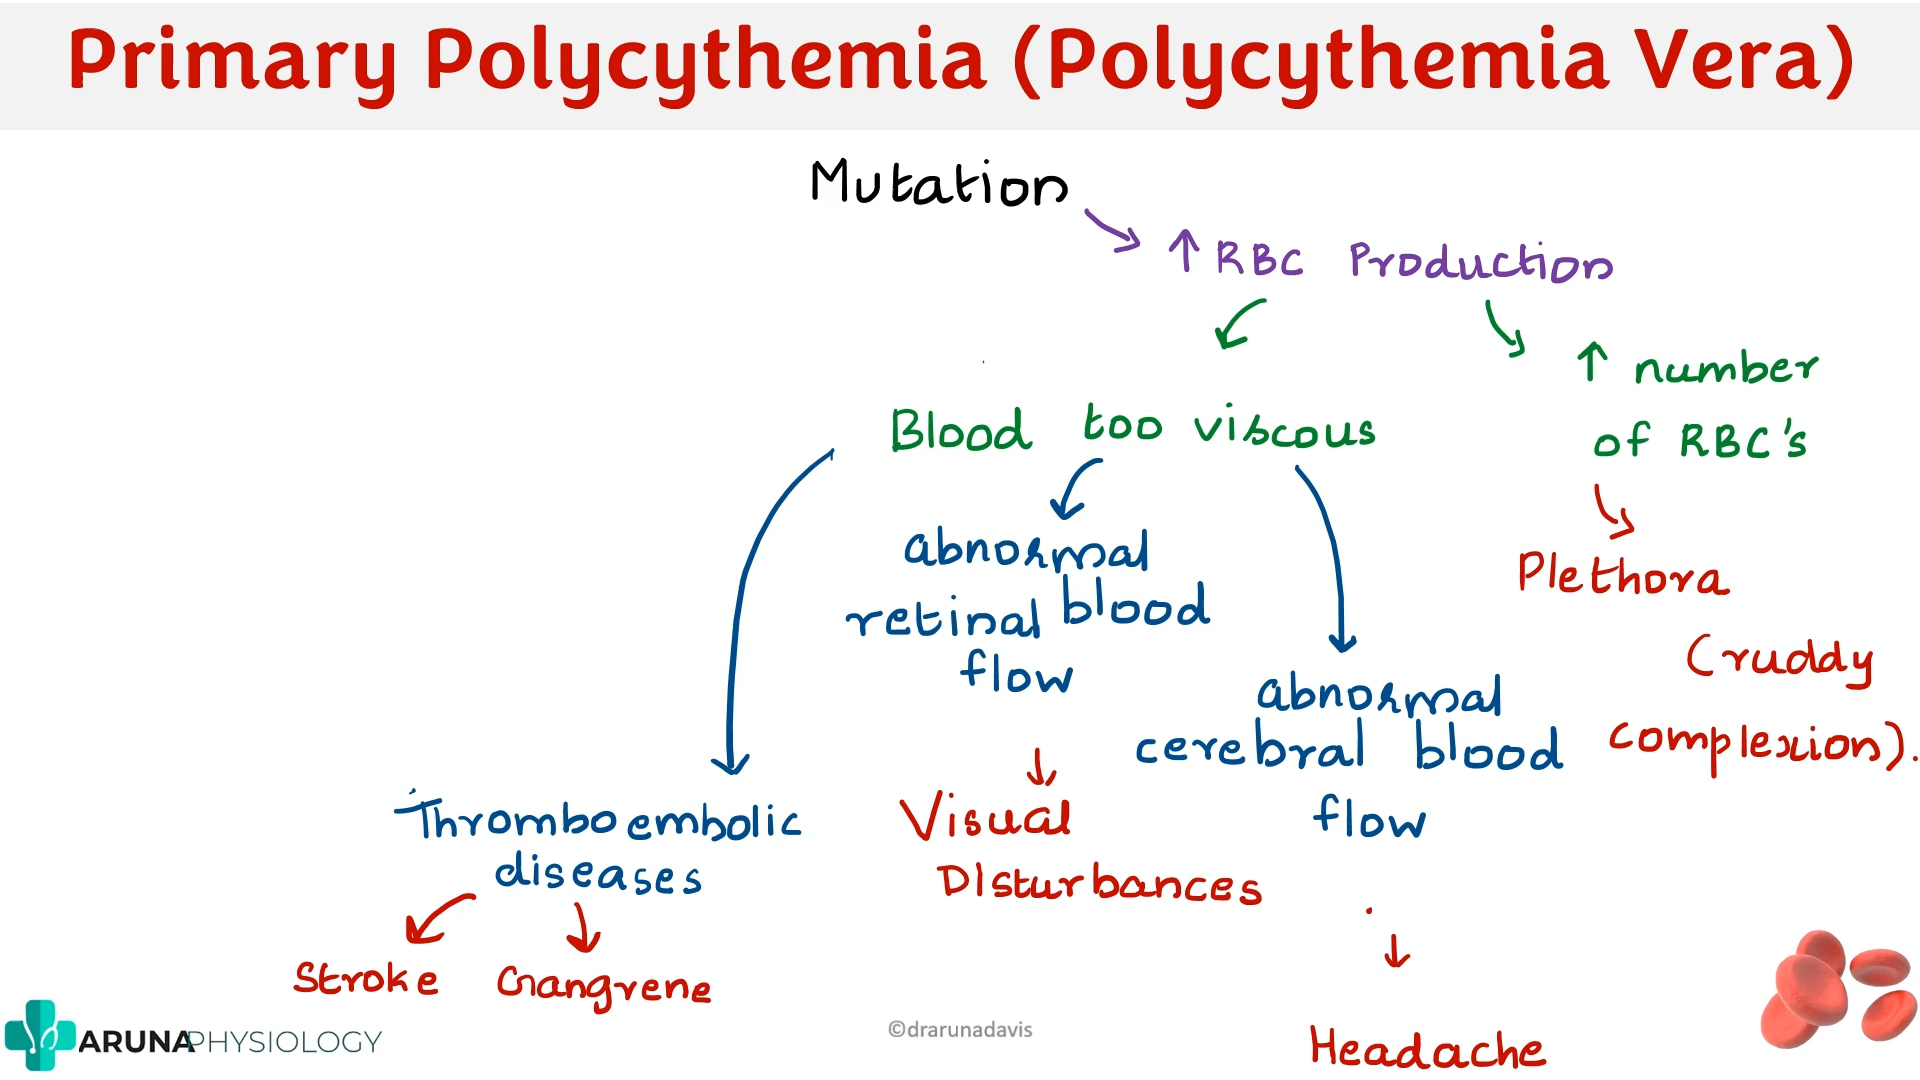 Primary Polycythemia (Polycythemia Vera)
Mutation
↑ RBC Production
Blood too viscous
↑ number
of RBC's
abnormal
retinal blood
flow
Plethora
(ruddy
complexion).
abnormal
cerebral blood
flow
Thromboembolic
diseases
Visual
Disturbances
Stroke Gangrene
Headache
ARUNAPHYSIOLOGY
©drarunadavis